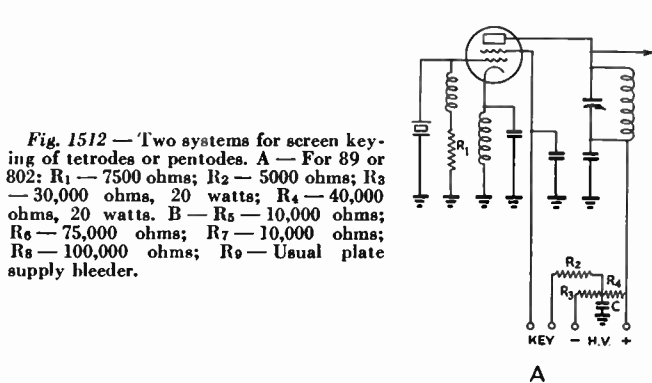 Fig. 1512 — Two systems for screen key-
ing of tetrodes or pentodes. A — For 89 or
802: R1 — 7500 ohms; R2 — 5000 ohms; R3
— 30,000 ohms, 20 watts; R4 — 40,000
ohms, 20 watts. B — R5 — 10,000 ohms;
R6 — 75,000 ohms; R7 — 10,000 ohms;
R8 — 100,000 ohms; R9 — Usual plate
supply bleeder.
R1
R2
R4
R3
C
KEY — H.V. +
A